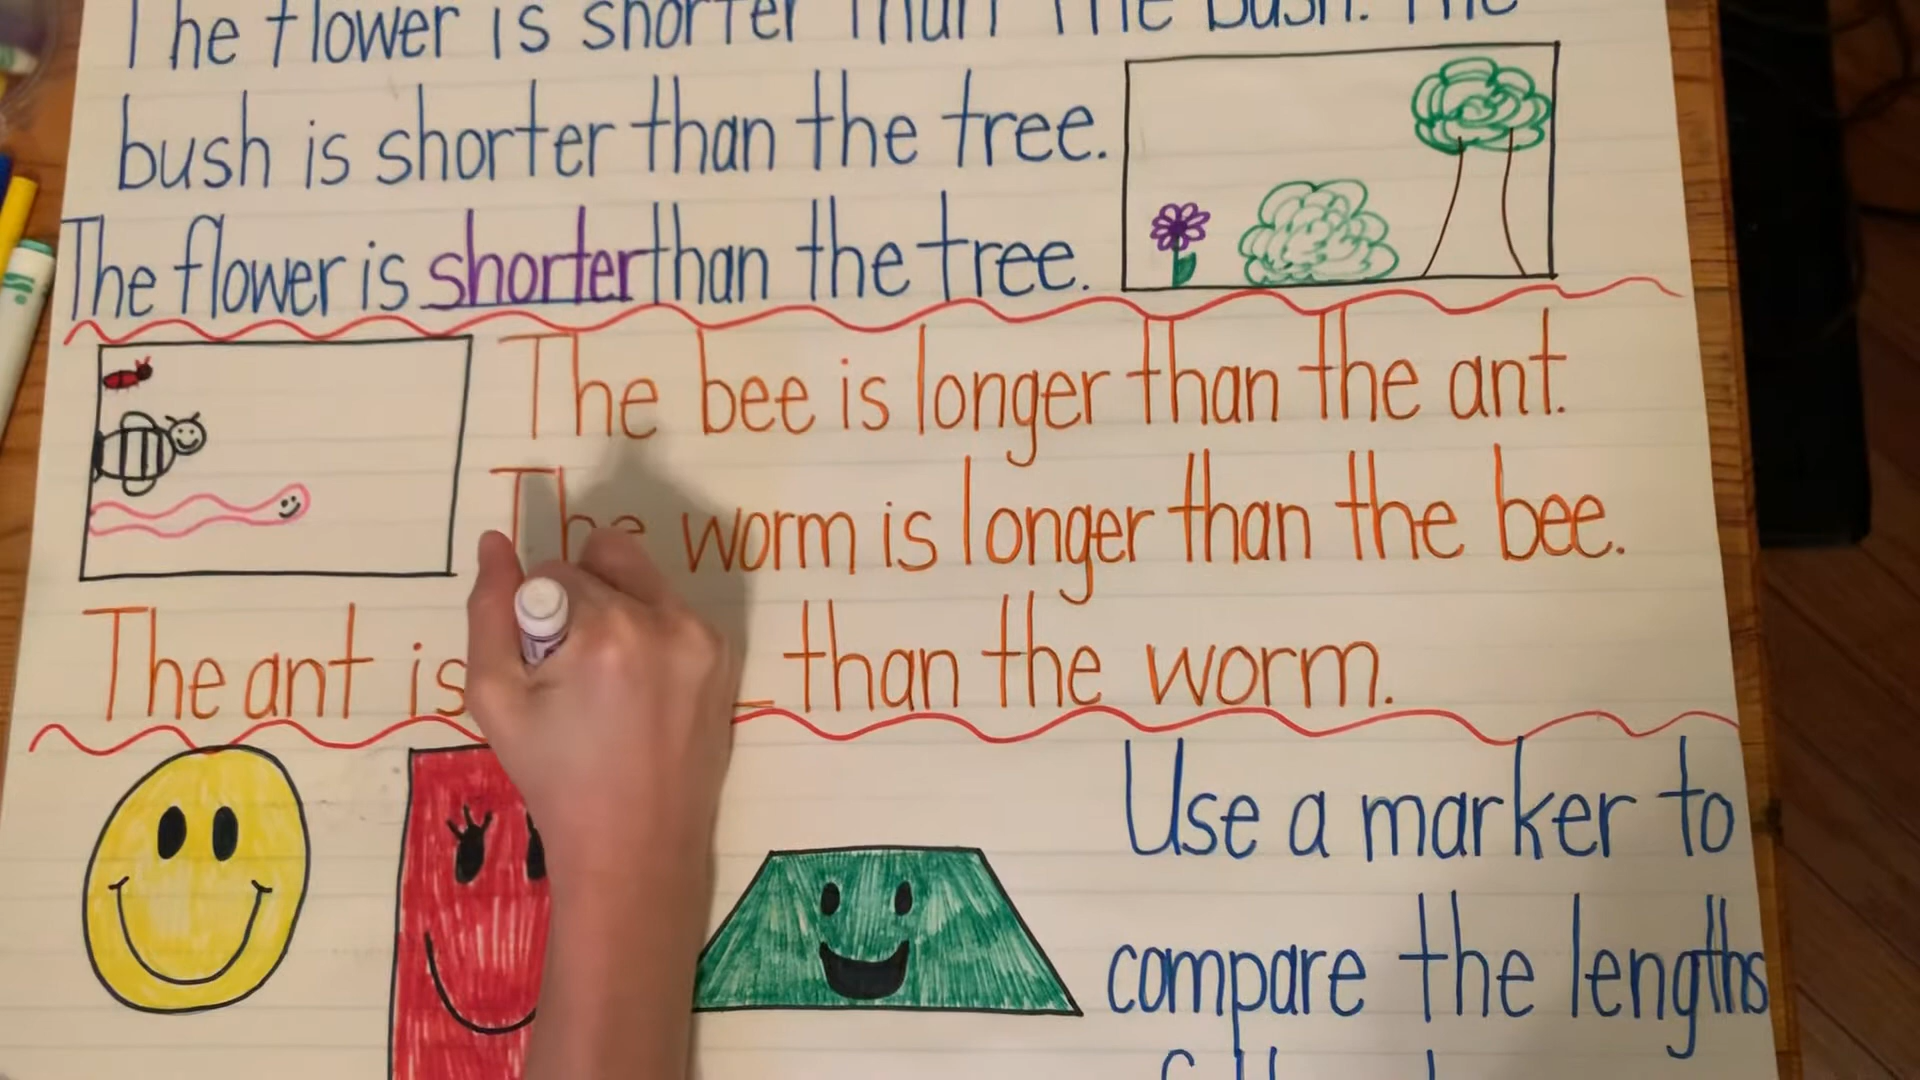 The flower is shorter than the bush. The
bush is shorter than the tree.
The flower is shorter than the tree.
The bee is longer than the ant.
The worm is longer than the bee.
The ant is than the worm.
Use a marker to
compare the lengths